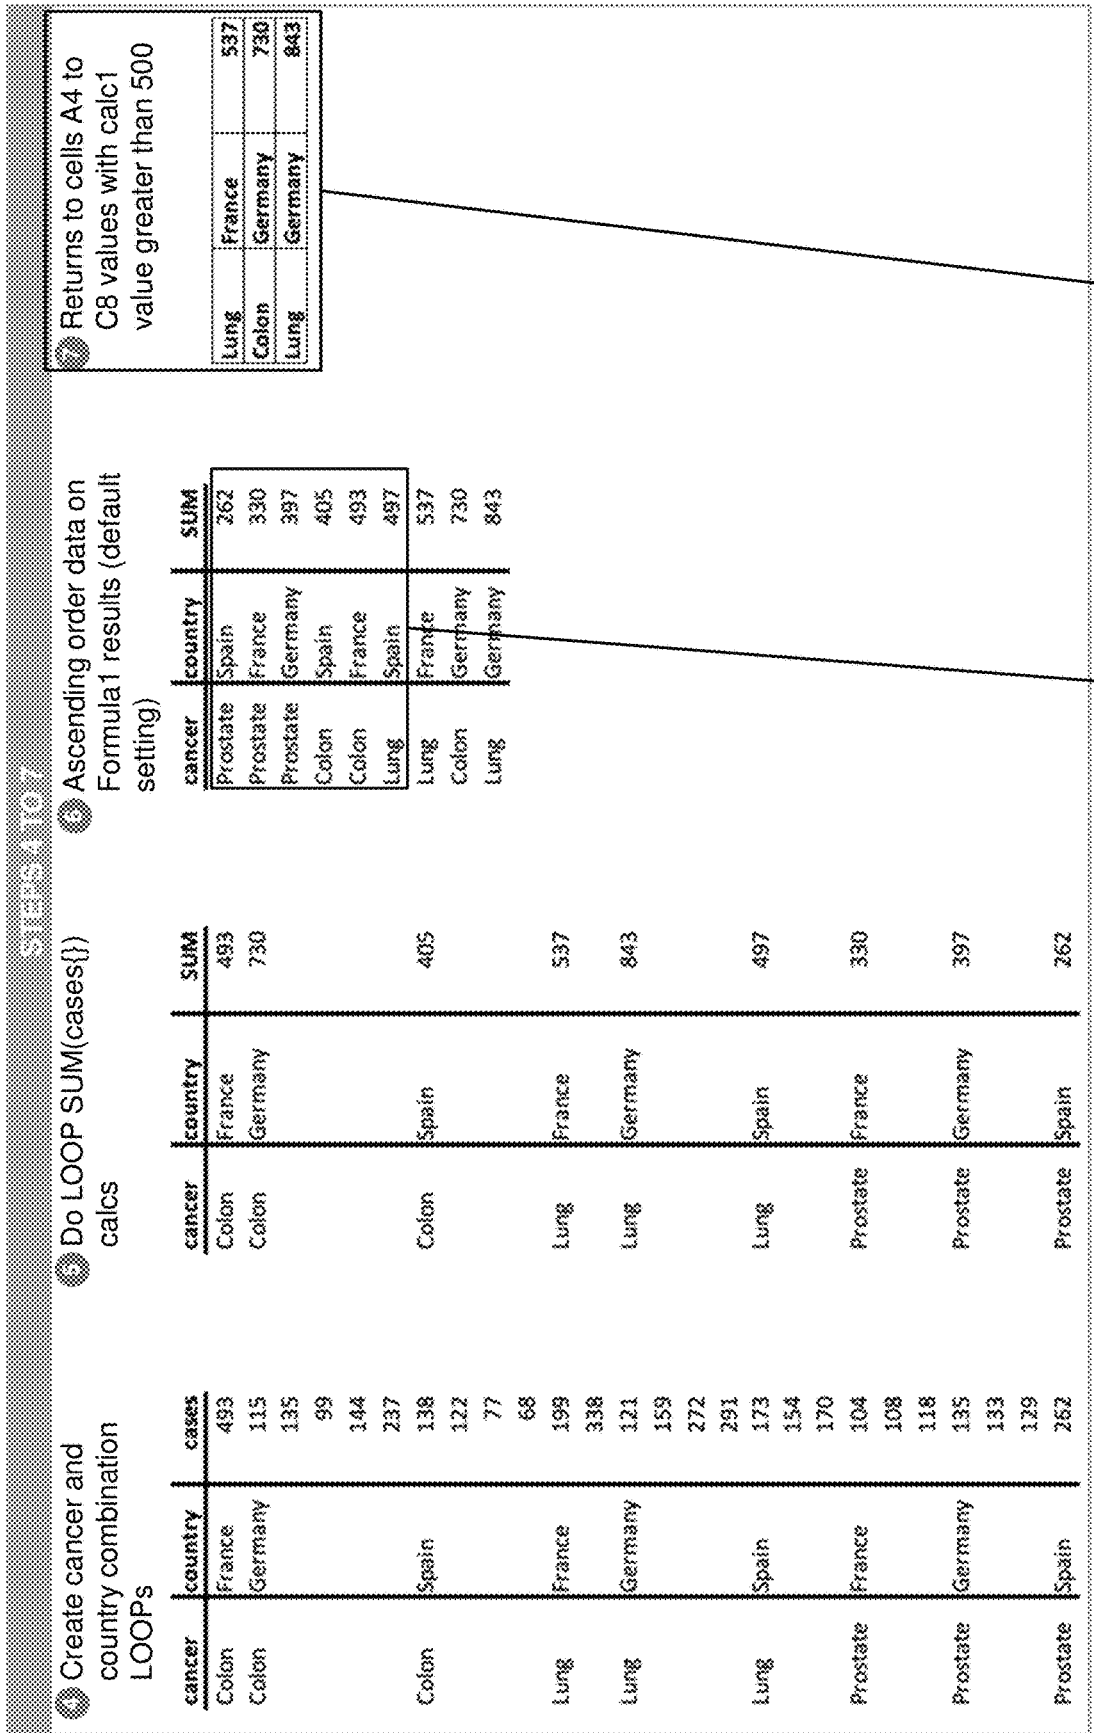 STEPS 4 TO 7
4 Create cancer and
country combination
LOOPs
cancer country cases
Colon France 493
Colon Germany 115
135
99
144
237
Colon Spain 138
122
77
68
Lung France 199
338
Lung Germany 121
159
272
291
Lung Spain 173
154
170
Prostate France 104
108
118
Prostate Germany 135
133
129
Prostate Spain 262
5 Do LOOP SUM(cases{})
calcs
cancer country SUM
Colon France 493
Colon Germany 730
Colon Spain 405
Lung France 537
Lung Germany 843
Lung Spain 497
Prostate France 330
Prostate Germany 397
Prostate Spain 262
6 Ascending order data on
Formula1 results (default
setting)
cancer country SUM
Prostate Spain 262
Prostate France 330
Prostate Germany 397
Colon Spain 405
Colon France 493
Lung Spain 497
Lung France 537
Colon Germany 730
Lung Germany 843
7 Returns to cells A4 to
C8 values with calc1
value greater than 500
Lung France 537
Colon Germany 730
Lung Germany 843